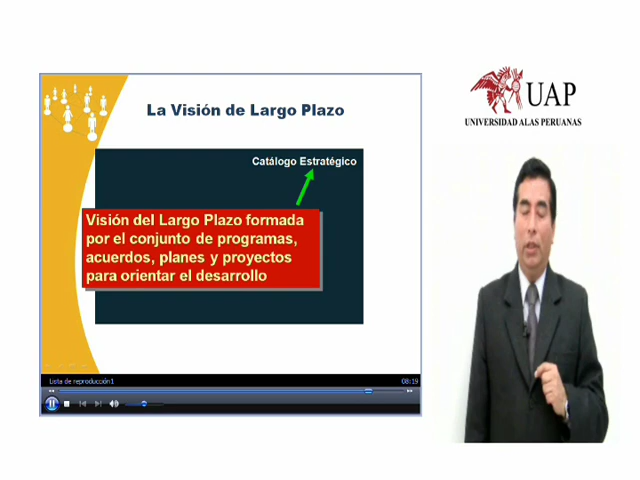 La Visión de Largo Plazo
UAP
UNIVERSIDAD ALAS PERUANAS
Catálogo Estratégico
Visión del Largo Plazo formada
por el conjunto de programas,
acuerdos, planes y proyectos
para orientar el desarrollo
Lista de reproducción1
08:19